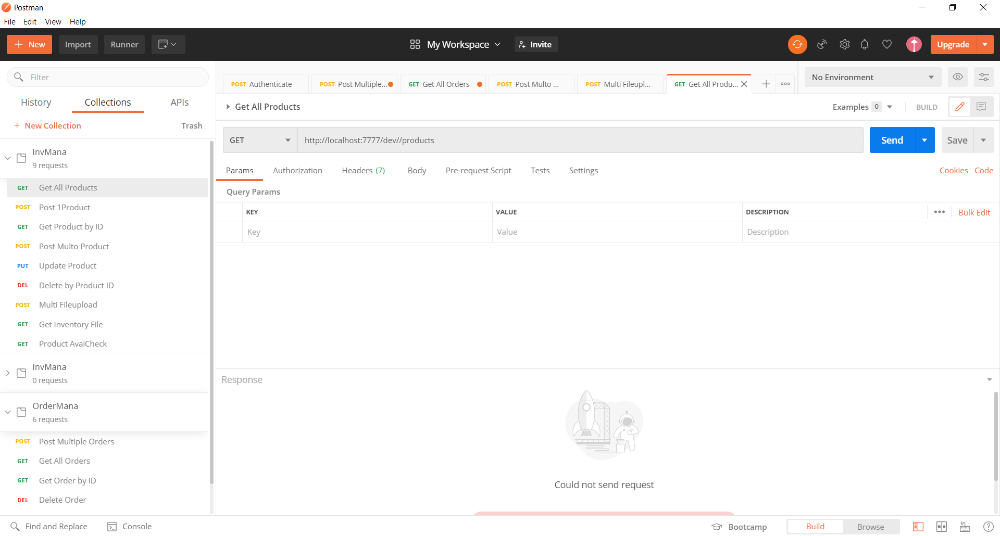 Postman
File Edit View Help
New Import Runner My Workspace Invite Upgrade
Filter
History Collections APIs
New Collection Trash
InvMana
9 requests
GET Get All Products
POST Post 1Product
GET Get Product by ID
POST Post Multo Product
PUT Update Product
DEL Delete by Product ID
POST Multi Fileupload
GET Get Inventory File
GET Product AvaiCheck
InvMana
0 requests
OrderMana
6 requests
POST Post Multiple Orders
GET Get All Orders
GET Get Order by ID
DEL Delete Order
POST Authenticate POST Post Multiple... GET Get All Orders POST Post Multo ... POST Multi Fileupl... GET Get All Produ... No Environment
Get All Products Examples 0 BUILD
GET http://localhost:7777/dev//products Send Save
Params Authorization Headers (7) Body Pre-request Script Tests Settings Cookies Code
Query Params
KEY VALUE DESCRIPTION Bulk Edit
Key Value Description
Response
Could not send request
Find and Replace Console Bootcamp Build Browse